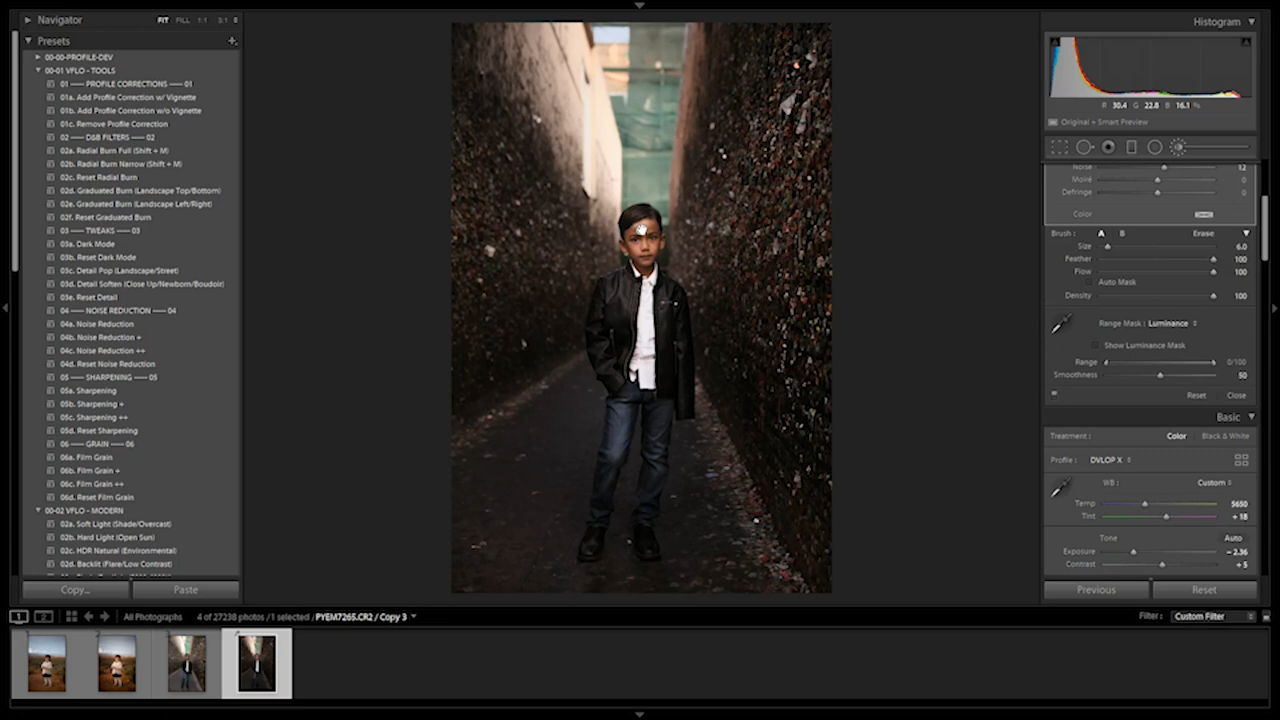 Navigator
FIT FILL 1:1 3:1
Presets
00-00-PROFILE-DEV
00-01 VFLO - TOOLS
01 —— PROFILE CORRECTIONS —— 01
01a. Add Profile Correction w/ Vignette
01b. Add Profile Correction w/o Vignette
01c. Remove Profile Correction
02 —— D&B FILTERS —— 02
02a. Radial Burn Full (Shift + M)
02b. Radial Burn Narrow (Shift + M)
02c. Reset Radial Burn
02d. Graduated Burn (Landscape Top/Bottom)
02e. Graduated Burn (Landscape Left/Right)
02f. Reset Graduated Burn
03 —— TWEAKS —— 03
03a. Dark Mode
03b. Reset Dark Mode
03c. Detail Pop (Landscape/Street)
03d. Detail Soften (Close Up/Newborn/Boudoir)
03e. Reset Detail
04 —— NOISE REDUCTION —— 04
04a. Noise Reduction
04b. Noise Reduction +
04c. Noise Reduction ++
04d. Reset Noise Reduction
05 —— SHARPENING —— 05
05a. Sharpening
05b. Sharpening +
05c. Sharpening ++
05d. Reset Sharpening
06 —— GRAIN —— 06
06a. Film Grain
06b. Film Grain +
06c. Film Grain ++
06d. Reset Film Grain
00-02 VFLO - MODERN
02a. Soft Light (Shade/Overcast)
02b. Hard Light (Open Sun)
02c. HDR Natural (Environmental)
02d. Backlit (Flare/Low Contrast)
Copy... Paste
Histogram
R 30.4 G 22.8 B 16.1 %
Original + Smart Preview
Noise 12
Moiré 0
Defringe 0
Color
Brush : A B Erase
Size 6.0
Feather 100
Flow 100
Auto Mask
Density 100
Range Mask : Luminance
Show Luminance Mask
Range 0/100
Smoothness 50
Reset Close
Basic
Treatment : Color Black & White
Profile : DVLOP X
WB : Custom
Temp 5650
Tint + 18
Tone Auto
Exposure – 2.36
Contrast + 5
Previous Reset
1 2 All Photographs 4 of 27238 photos / 1 selected / PYEM7265.CR2 / Copy 3 Filter : Custom Filter